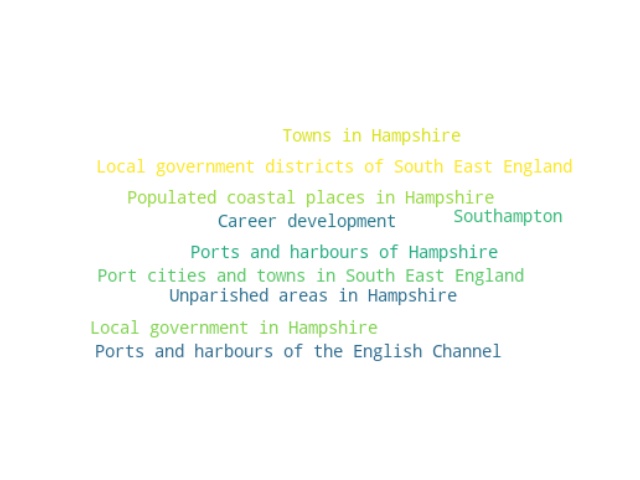 Towns in Hampshire
Local government districts of South East England
Populated coastal places in Hampshire
Southampton
Career development
Ports and harbours of Hampshire
Port cities and towns in South East England
Unparished areas in Hampshire
Local government in Hampshire
Ports and harbours of the English Channel